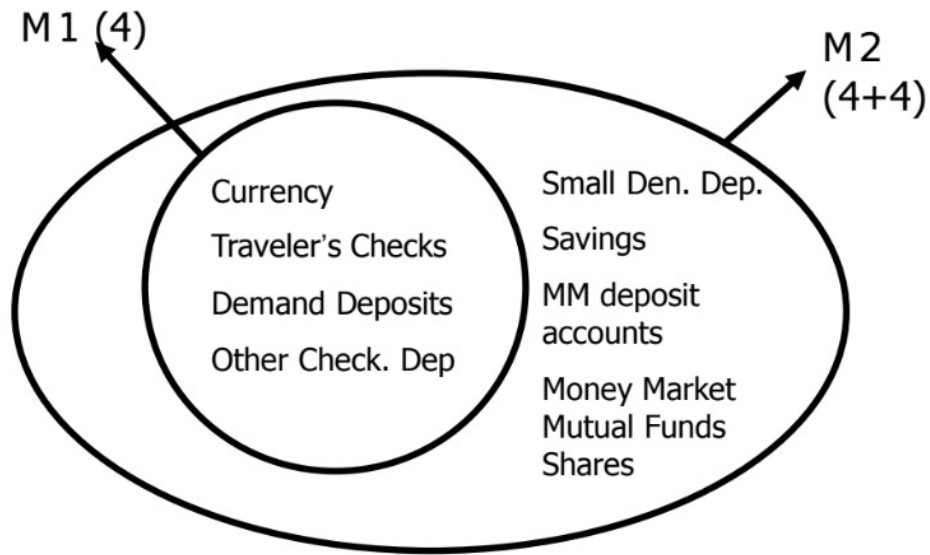 M1 (4)
M2
(4+4)
Currency
Traveler’s Checks
Demand Deposits
Other Check. Dep
Small Den. Dep.
Savings
MM deposit
accounts
Money Market
Mutual Funds
Shares